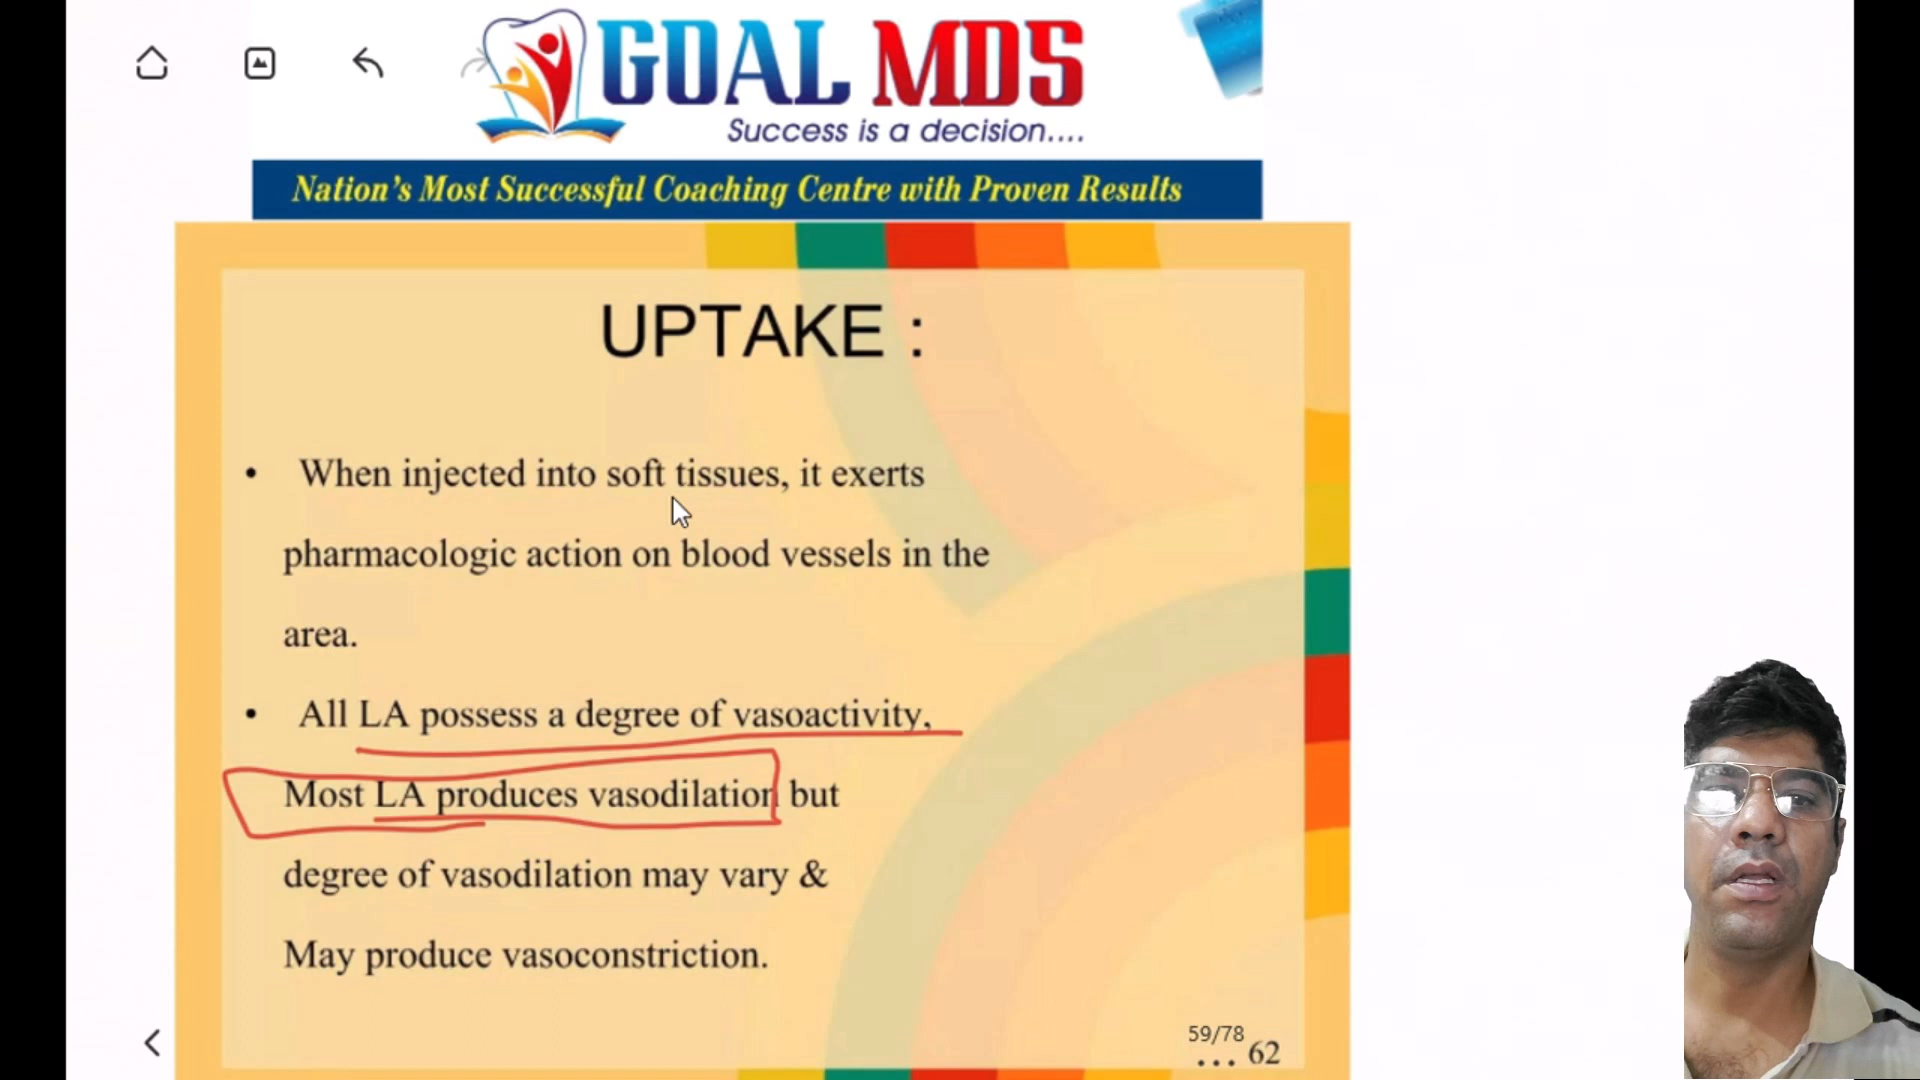 GOAL MDS
Success is a decision....
Nation's Most Successful Coaching Centre with Proven Results
UPTAKE :
• When injected into soft tissues, it exerts
pharmacologic action on blood vessels in the
area.
• All LA possess a degree of vasoactivity,
Most LA produces vasodilation but
degree of vasodilation may vary &
May produce vasoconstriction.
59/78
... 62